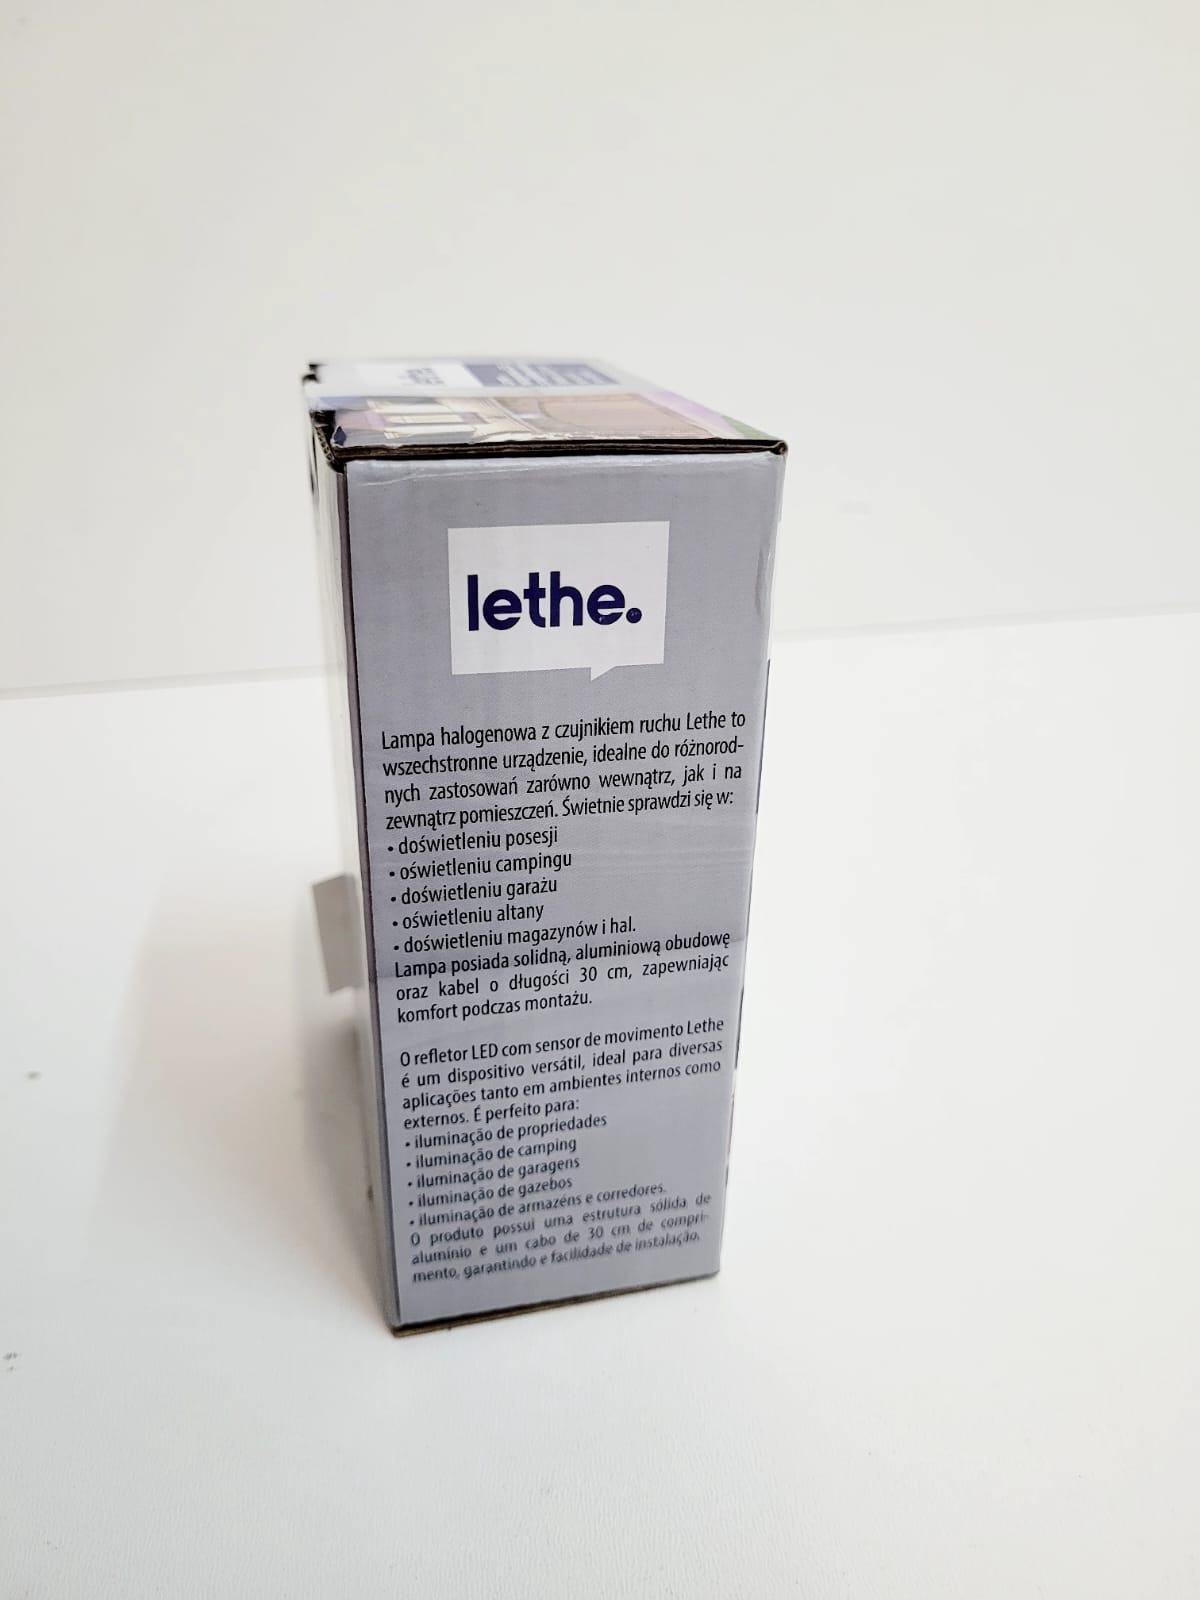 lethe.
lethe.
Lampa halogenowa z czujnikiem ruchu Lethe to
wszechstronne urządzenie, idealne do różnorod-
nych zastosowań zarówno wewnątrz, jak i na
zewnątrz pomieszczeń. Świetnie sprawdzi się w:
• doświetleniu posesji
• oświetleniu campingu
• doświetleniu garażu
• oświetleniu altany
• doświetleniu magazynów i hal.
Lampa posiada solidną, aluminiową obudowę
oraz kabel o długości 30 cm, zapewniając
komfort podczas montażu.
O refletor LED com sensor de movimento Lethe
é um dispositivo versátil, ideal para diversas
aplicações tanto em ambientes internos como
externos. É perfeito para:
• iluminação de propriedades
• iluminação de camping
• iluminação de garagens
• iluminação de gazebos
• iluminação de armazéns e corredores.
O produto possui uma estrutura sólida de
alumínio e um cabo de 30 cm de compri-
mento, garantindo e facilidade de instalação.